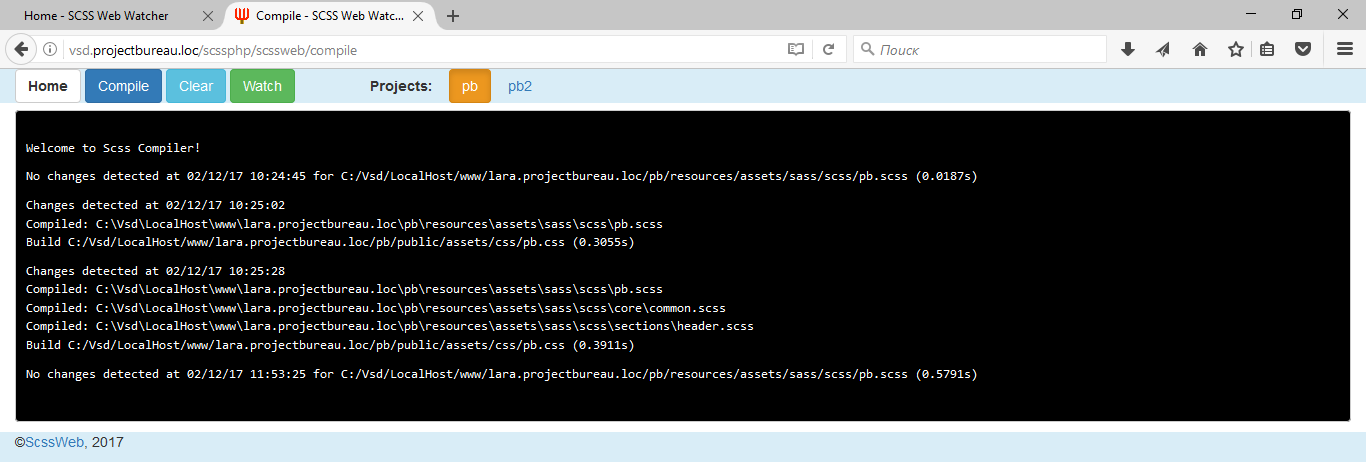 Home - SCSS Web Watcher
Compile - SCSS Web Watc...
vsd.projectbureau.loc/scssphp/scssweb/compile
Поиск
Home Compile Clear Watch Projects: pb pb2
Welcome to Scss Compiler!
No changes detected at 02/12/17 10:24:45 for C:/Vsd/LocalHost/www/lara.projectbureau.loc/pb/resources/assets/sass/scss/pb.scss (0.0187s)
Changes detected at 02/12/17 10:25:02
Compiled: C:\Vsd\LocalHost\www\lara.projectbureau.loc\pb\resources\assets\sass\scss\pb.scss
Build C:/Vsd/LocalHost/www/lara.projectbureau.loc/pb/public/assets/css/pb.css (0.3055s)
Changes detected at 02/12/17 10:25:28
Compiled: C:\Vsd\LocalHost\www\lara.projectbureau.loc\pb\resources\assets\sass\scss\pb.scss
Compiled: C:\Vsd\LocalHost\www\lara.projectbureau.loc\pb\resources\assets\sass\scss\core\common.scss
Compiled: C:\Vsd\LocalHost\www\lara.projectbureau.loc\pb\resources\assets\sass\scss\sections\header.scss
Build C:/Vsd/LocalHost/www/lara.projectbureau.loc/pb/public/assets/css/pb.css (0.3911s)
No changes detected at 02/12/17 11:53:25 for C:/Vsd/LocalHost/www/lara.projectbureau.loc/pb/resources/assets/sass/scss/pb.scss (0.5791s)
©ScssWeb, 2017